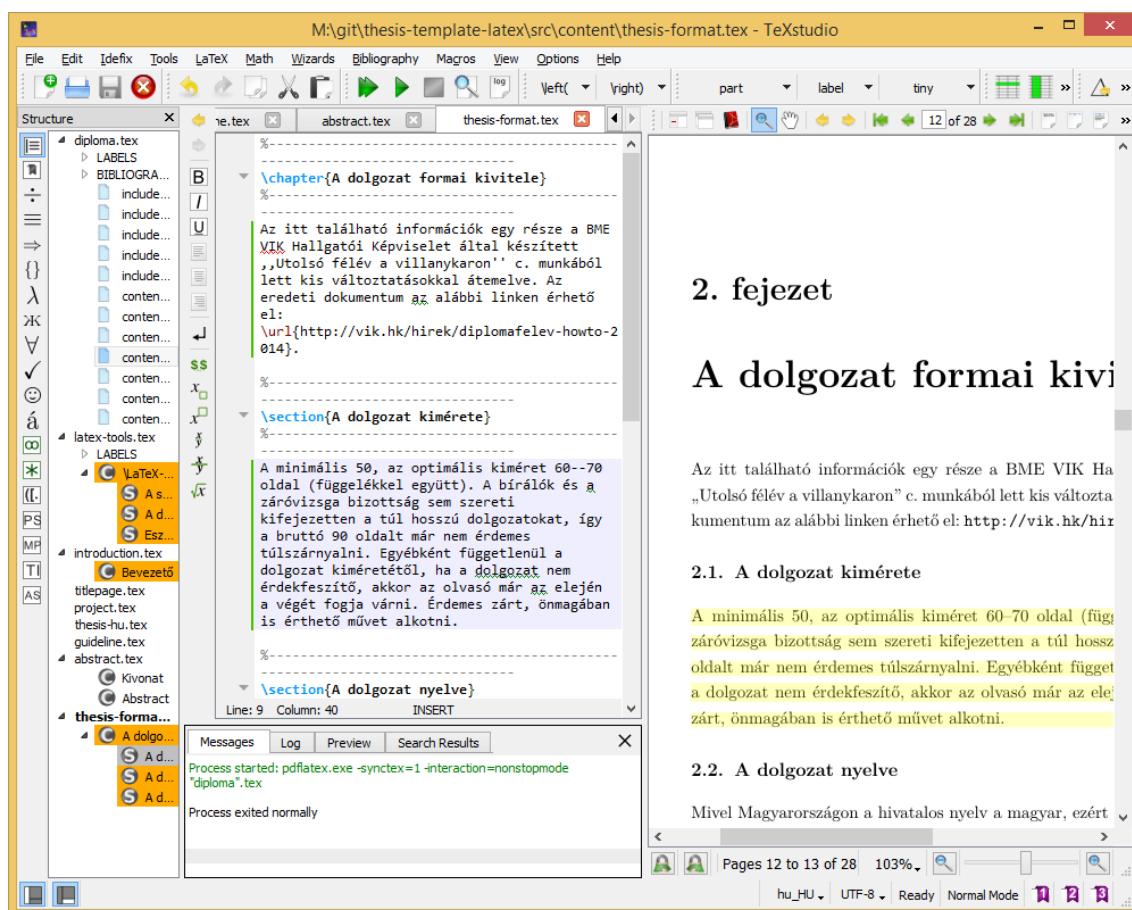 M:\git\thesis-template-latex\src\content\thesis-format.tex - TeXstudio
File Edit Idefix Tools LaTeX Math Wizards Bibliography Macros View Options Help
log \left( \right) part label tiny
Structure
ne.tex abstract.tex thesis-format.tex
12 of 28
diploma.tex
LABELS
BIBLIOGRA...
include...
include...
include...
include...
include...
conten...
conten...
conten...
conten...
conten...
conten...
conten...
latex-tools.tex
LABELS
\LaTeX-...
A s...
A d...
Esz...
introduction.tex
Bevezető
titlepage.tex
project.tex
thesis-hu.tex
guideline.tex
abstract.tex
Kivonat
Abstract
thesis-forma...
A dolgo...
A d...
A d...
A d...
PS
MP
TI
AS
B
I
U
$$
%------------------------------------------------
----------------------------------
\chapter{A dolgozat formai kivitele}
%------------------------------------------------
----------------------------------
Az itt található információk egy része a BME
VIK Hallgatói Képviselet által készített
,,Utolsó félév a villanykaron'' c. munkából
lett kis változtatásokkal átemelve. Az
eredeti dokumentum az alábbi linken érhető
el:
\url{http://vik.hk/hirek/diplomafelev-howto-2
014}.
%------------------------------------------------
----------------------------------
\section{A dolgozat kimérete}
%------------------------------------------------
----------------------------------
A minimális 50, az optimális kiméret 60--70
oldal (függelékkel együtt). A bírálók és a
záróvizsga bizottság sem szereti
kifejezetten a túl hosszú dolgozatokat, így
a bruttó 90 oldalt már nem érdemes
túlszárnyalni. Egyébként függetlenül a
dolgozat kiméretétől, ha a dolgozat nem
érdekfeszítő, akkor az olvasó már az elején
a végét fogja várni. Érdemes zárt, önmagában
is érthető művet alkotni.
%------------------------------------------------
----------------------------------
\section{A dolgozat nyelve}
Line: 9 Column: 40 INSERT
Messages Log Preview Search Results
Process started: pdflatex.exe -synctex=1 -interaction=nonstopmode
"diploma".tex
Process exited normally
2. fejezet
A dolgozat formai kivi
Az itt található információk egy része a BME VIK Ha
„Utolsó félév a villanykaron” c. munkából lett kis változta
kumentum az alábbi linken érhető el: http://vik.hk/hir
2.1. A dolgozat kimérete
A minimális 50, az optimális kiméret 60–70 oldal (függ
záróvizsga bizottság sem szereti kifejezetten a túl hossz
oldalt már nem érdemes túlszárnyalni. Egyébként függet
a dolgozat nem érdekfeszítő, akkor az olvasó már az elej
zárt, önmagában is érthető művet alkotni.
2.2. A dolgozat nyelve
Mivel Magyarországon a hivatalos nyelv a magyar, ezért
Pages 12 to 13 of 28 103%
hu_HU UTF-8 Ready Normal Mode 1 2 3